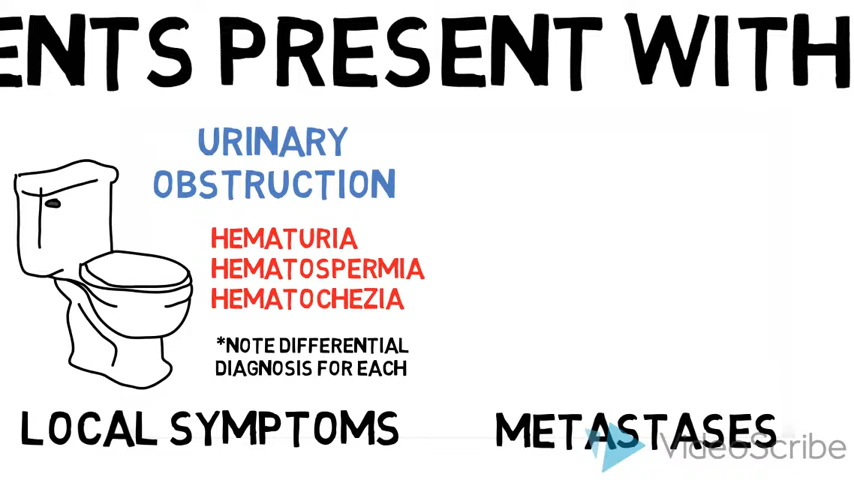 ENTS PRESENT WITH
URINARY
OBSTRUCTION
HEMATURIA
HEMATOSPERMIA
HEMATOCHEZIA
*NOTE DIFFERENTIAL
DIAGNOSIS FOR EACH
LOCAL SYMPTOMS
METASTASES
VideoScribe